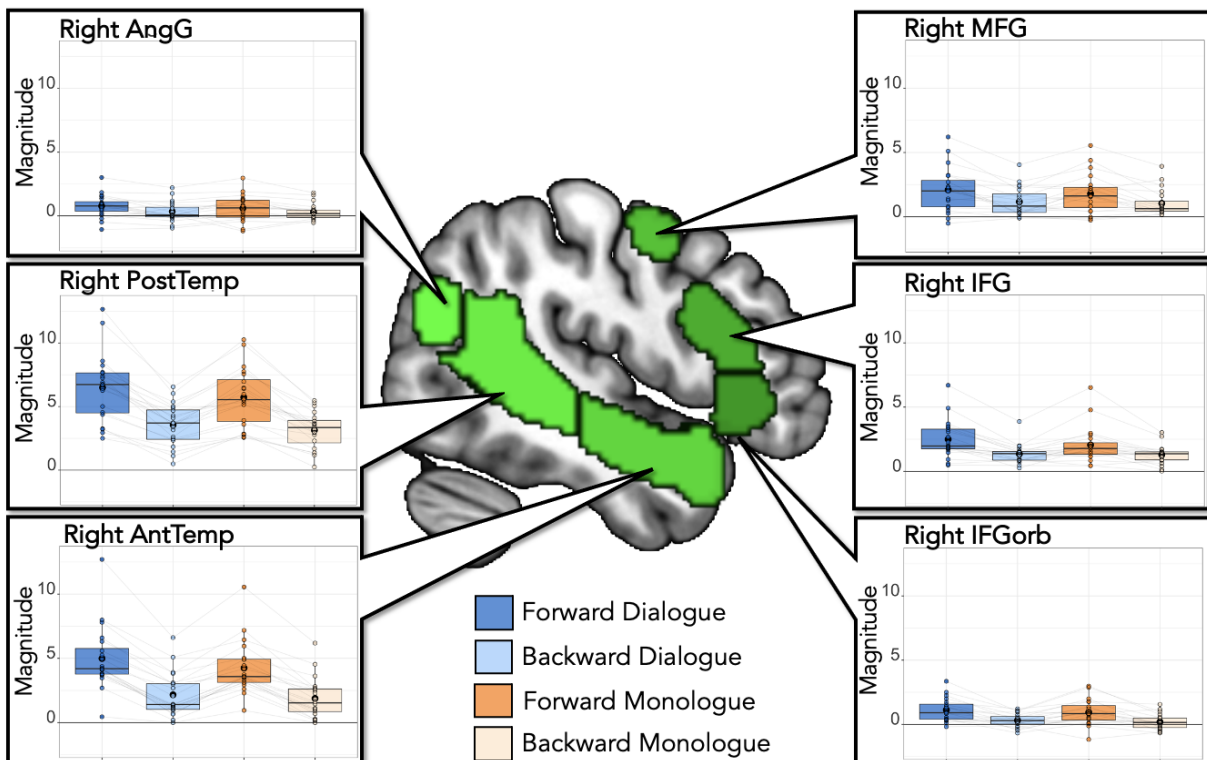 Right AngG
Magnitude
10
5
0
Right PostTemp
Magnitude
10
5
0
Right AntTemp
Magnitude
10
5
0
Right MFG
Magnitude
10
5
0
Right IFG
Magnitude
10
5
0
Right IFGorb
Magnitude
10
5
0
Forward Dialogue
Backward Dialogue
Forward Monologue
Backward Monologue